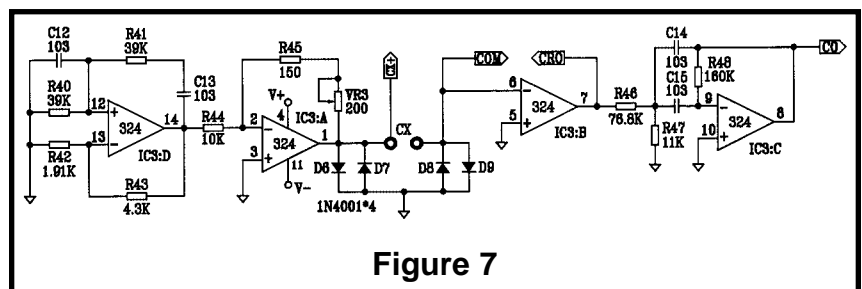 C12
103
R41
39K
R40
39K
C13
103
12
13
324
14
IC3:D
R42
1.91K
R43
4.3K
R44
10K
R45
150
VR3
200
V+
4
2
3
324
1
IC3:A
11
V-
D6
D7
1N4001*4
CX+
CX
COM
D8
D9
CRO
6
5
324
7
IC3:B
R46
76.8K
R47
11K
C14
103
C15
103
R48
160K
9
10
324
8
IC3:C
CO
Figure 7